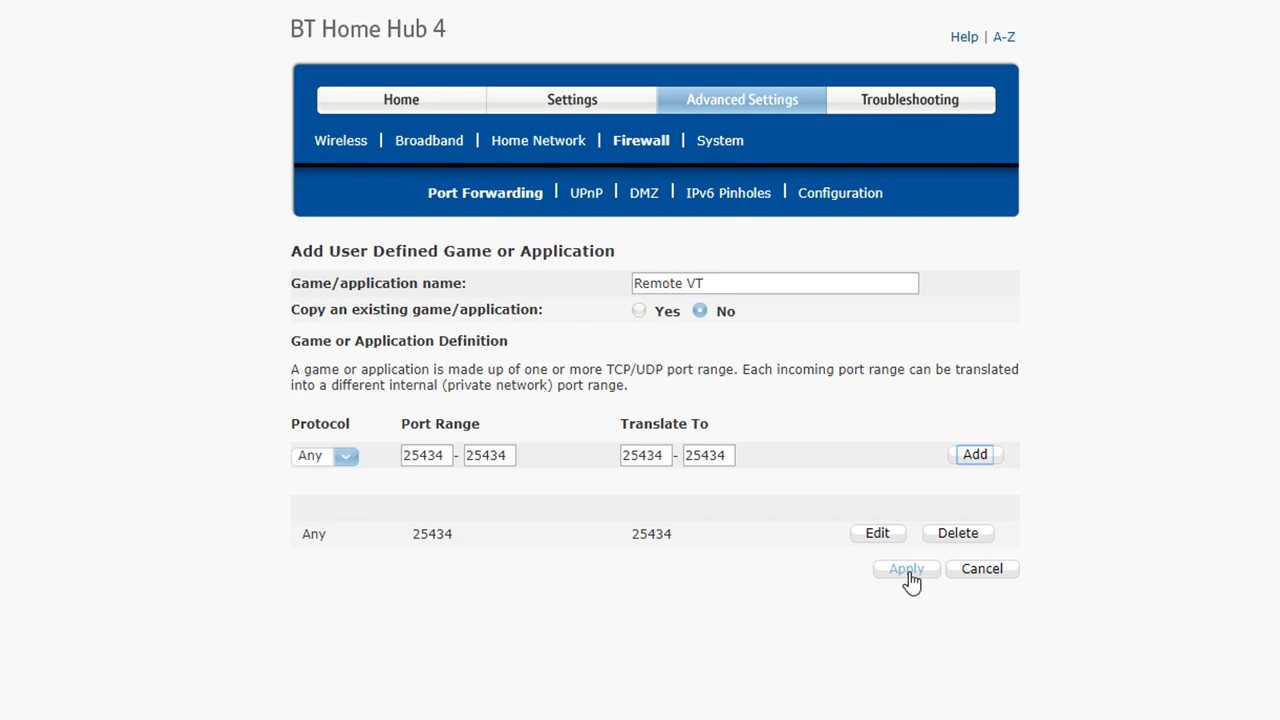 BT Home Hub 4
Help | A-Z
Home Settings Advanced Settings Troubleshooting
Wireless | Broadband | Home Network | Firewall | System
Port Forwarding | UPnP | DMZ | IPv6 Pinholes | Configuration
Add User Defined Game or Application
Game/application name: Remote VT
Copy an existing game/application: Yes No
Game or Application Definition
A game or application is made up of one or more TCP/UDP port range. Each incoming port range can be translated
into a different internal (private network) port range.
Protocol Port Range Translate To
Any 25434 - 25434 25434 - 25434 Add
Any 25434 25434 Edit Delete
Apply Cancel